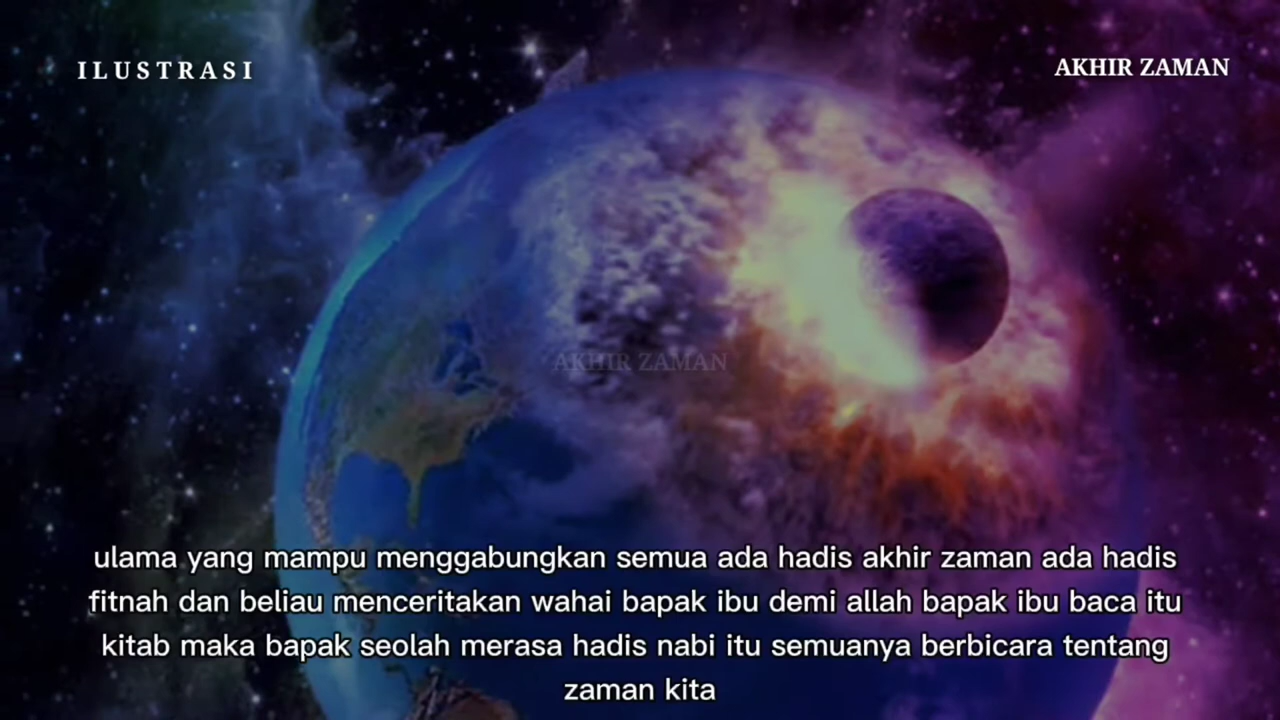 ILUSTRASI
AKHIR ZAMAN
AKHIR ZAMAN
ulama yang mampu menggabungkan semua ada hadis akhir zaman ada hadis
fitnah dan beliau menceritakan wahai bapak ibu demi allah bapak ibu baca itu
kitab maka bapak seolah merasa hadis nabi itu semuanya berbicara tentang
zaman kita